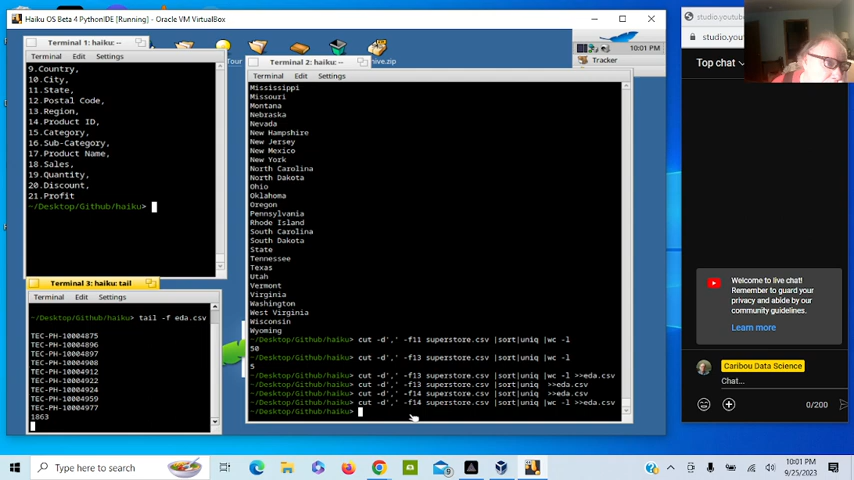 Haiku OS Beta 4 PythonIDE [Running] - Oracle VM VirtualBox
Terminal 1: haiku: --
Terminal Edit Settings
9.Country,
10.City,
11.State,
12.Postal Code,
13.Region,
14.Product ID,
15.Category,
16.Sub-Category,
17.Product Name,
18.Sales,
19.Quantity,
20.Discount,
21.Profit
~/Desktop/Github/haiku>
Tour
hive.zip
10:01 PM
Tracker
Terminal 2: haiku: --
Terminal Edit Settings
Mississippi
Missouri
Montana
Nebraska
Nevada
New Hampshire
New Jersey
New Mexico
New York
North Carolina
North Dakota
Ohio
Oklahoma
Oregon
Pennsylvania
Rhode Island
South Carolina
South Dakota
State
Tennessee
Texas
Utah
Vermont
Virginia
Washington
West Virginia
Wisconsin
Wyoming
~/Desktop/Github/haiku> cut -d',' -f11 superstore.csv |sort|uniq |wc -l
50
~/Desktop/Github/haiku> cut -d',' -f13 superstore.csv |sort|uniq |wc -l
5
~/Desktop/Github/haiku> cut -d',' -f13 superstore.csv |sort|uniq |wc -l >>eda.csv
~/Desktop/Github/haiku> cut -d',' -f13 superstore.csv |sort|uniq  >>eda.csv
~/Desktop/Github/haiku> cut -d',' -f14 superstore.csv |sort|uniq  >>eda.csv
~/Desktop/Github/haiku> cut -d',' -f14 superstore.csv |sort|uniq |wc -l >>eda.csv
~/Desktop/Github/haiku>
Terminal 3: haiku: tail
Terminal Edit Settings
~/Desktop/Github/haiku> tail -f eda.csv
TEC-PH-10004875
TEC-PH-10004896
TEC-PH-10004897
TEC-PH-10004908
TEC-PH-10004912
TEC-PH-10004922
TEC-PH-10004924
TEC-PH-10004959
TEC-PH-10004977
1863
studio.youtube
studio.you
Top chat
Welcome to live chat!
Remember to guard your
privacy and abide by our
community guidelines.
Learn more
Caribou Data Science
Chat...
0/200
Type here to search
9
10:01 PM
9/25/2023